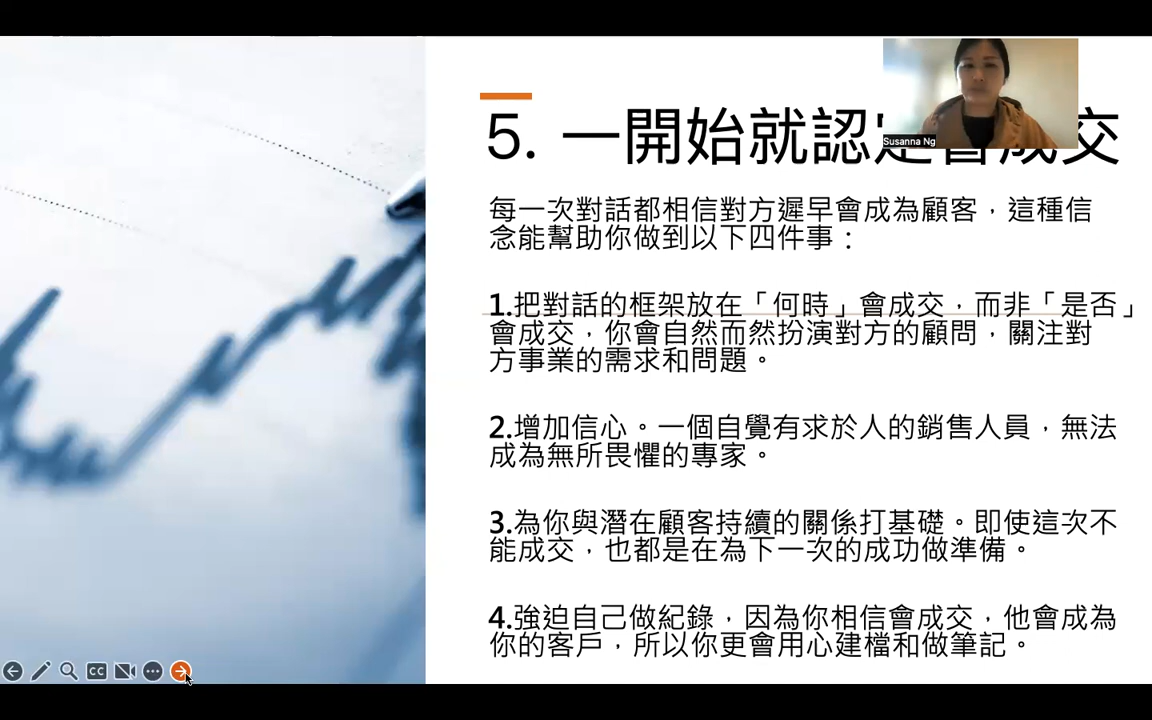 5. 一開始就認定會成交
Susanna Ng
每一次對話都相信對方遲早會成為顧客，這種信
念能幫助你做到以下四件事：
1.把對話的框架放在「何時」會成交，而非「是否」
會成交，你會自然而然扮演對方的顧問，關注對
方事業的需求和問題。
2.增加信心。一個自覺有求於人的銷售人員，無法
成為無所畏懼的專家。
3.為你與潛在顧客持續的關係打基礎。即使這次不
能成交，也都是在為下一次的成功做準備。
4.強迫自己做紀錄，因為你相信會成交，他會成為
你的客戶，所以你更會用心建檔和做筆記。
CC